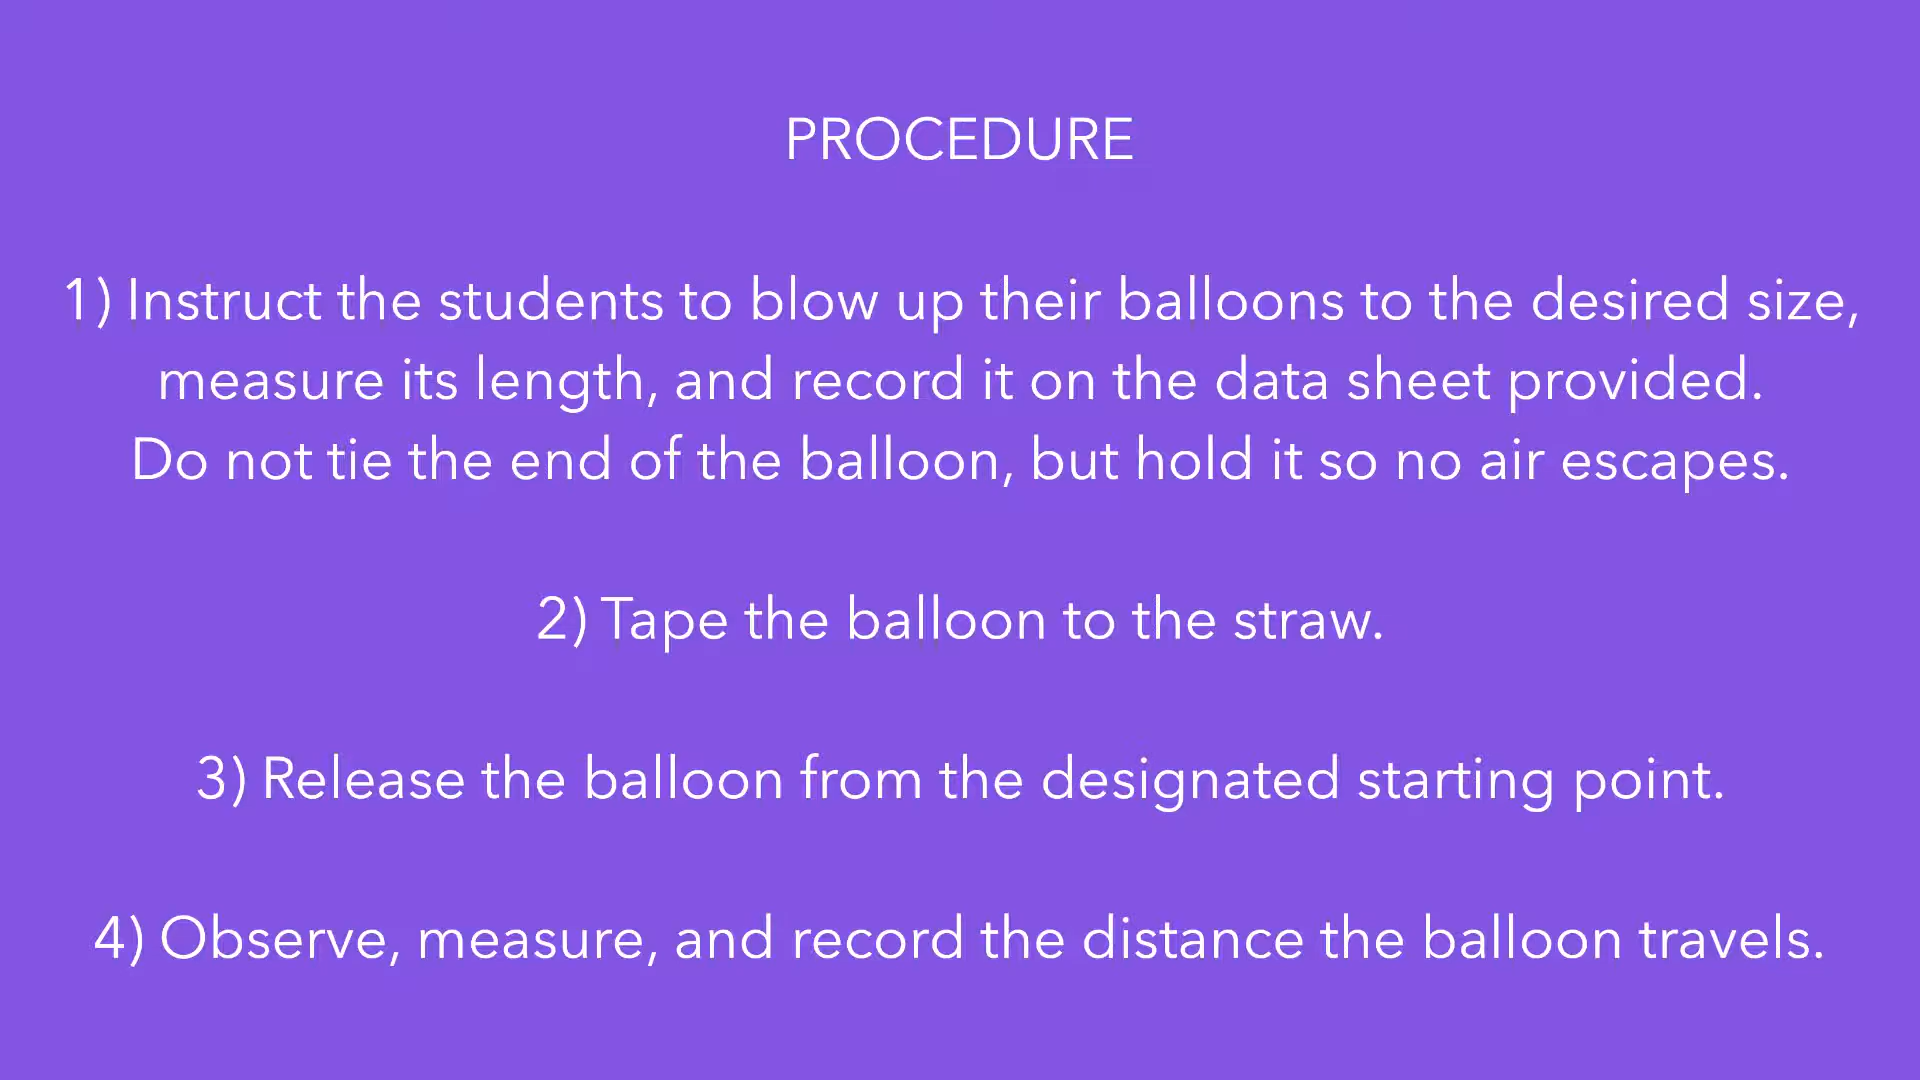 PROCEDURE
1) Instruct the students to blow up their balloons to the desired size,
measure its length, and record it on the data sheet provided.
Do not tie the end of the balloon, but hold it so no air escapes.
2) Tape the balloon to the straw.
3) Release the balloon from the designated starting point.
4) Observe, measure, and record the distance the balloon travels.